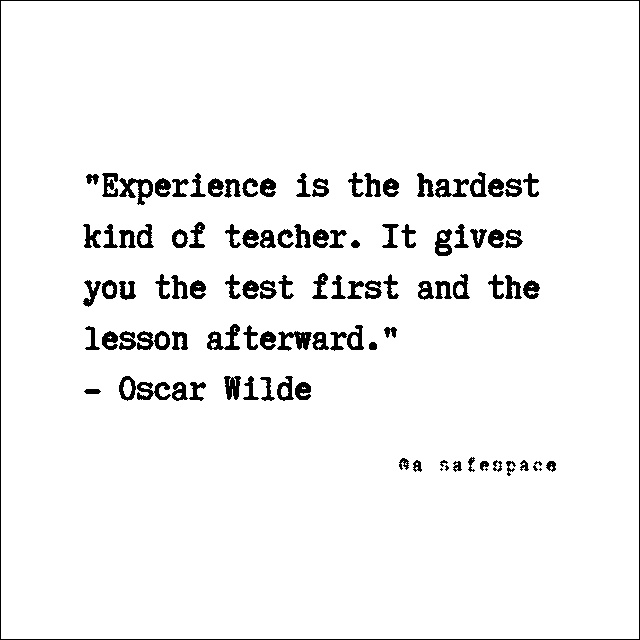 "Experience is the hardest
kind of teacher. It gives
you the test first and the
lesson afterward."
- Oscar Wilde
@a safespace